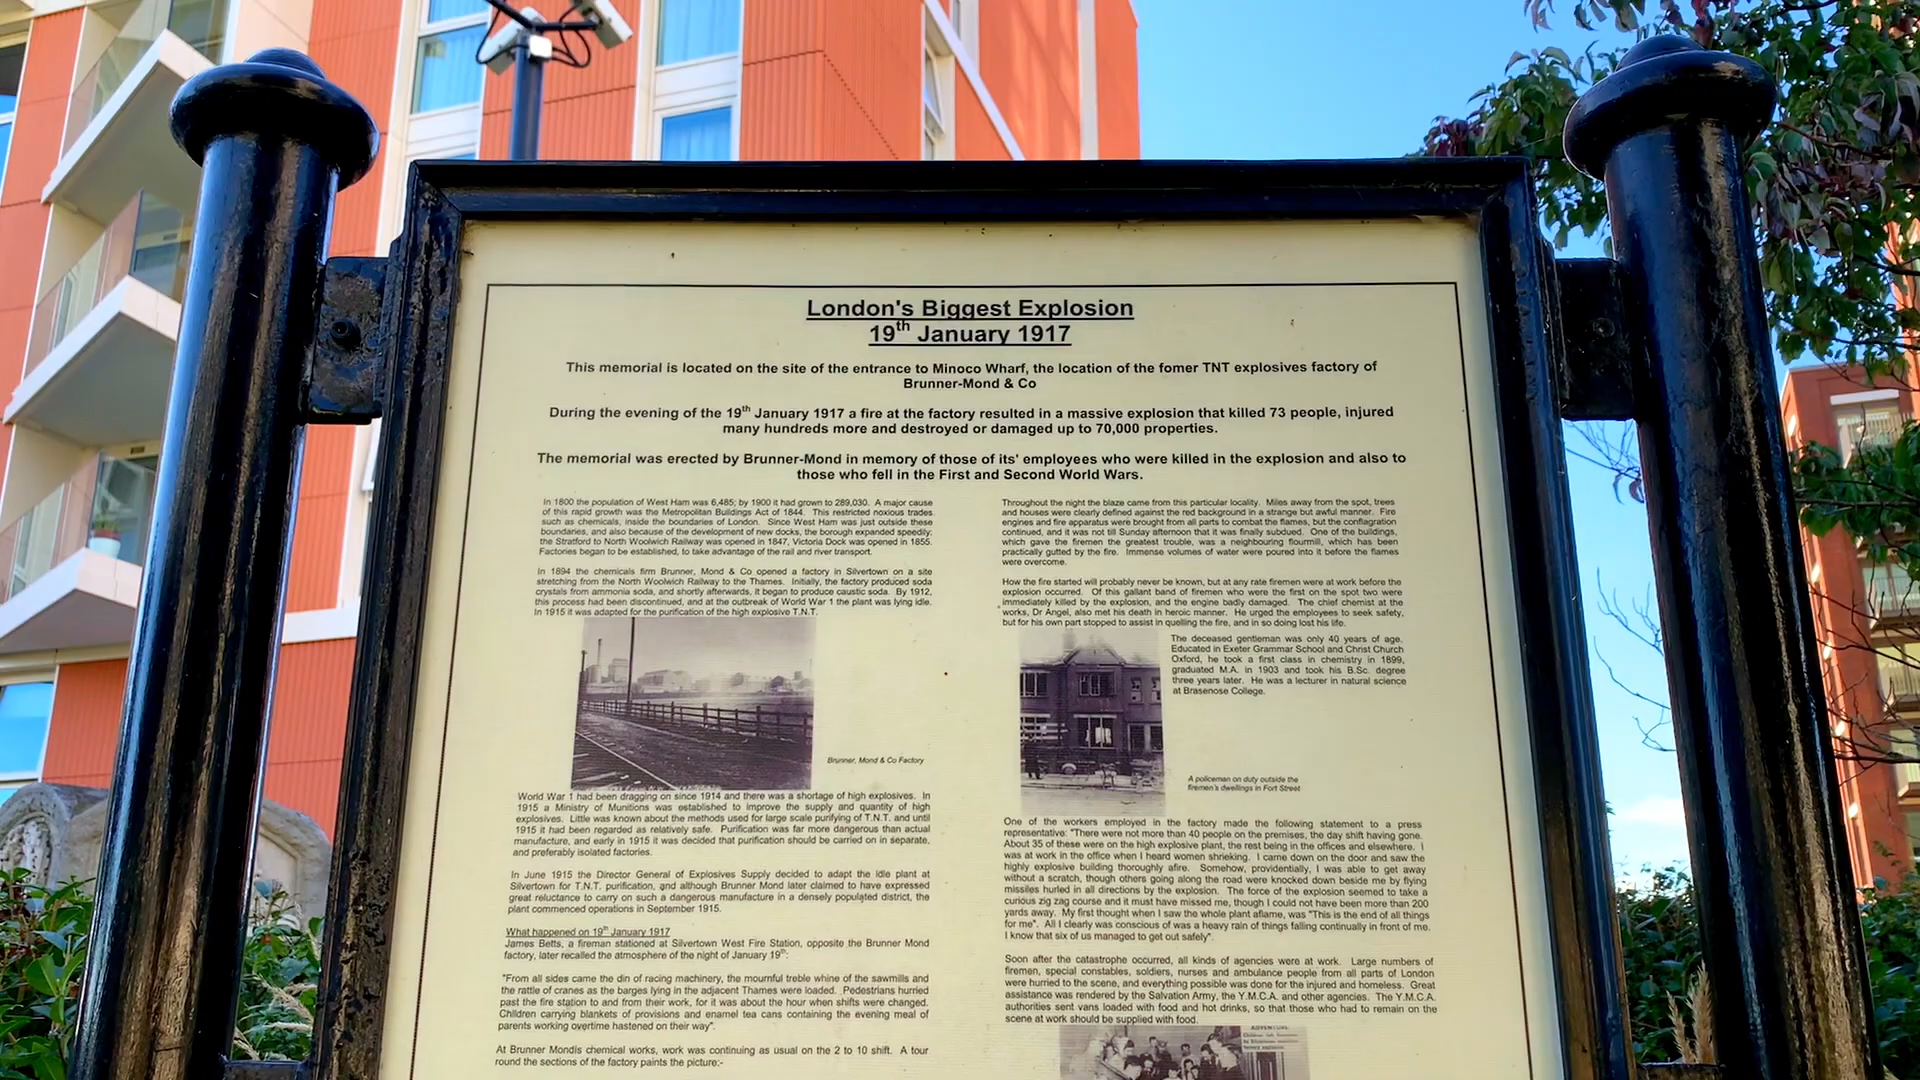 London's Biggest Explosion
19th January 1917
This memorial is located on the site of the entrance to Minoco Wharf, the location of the fomer TNT explosives factory of
Brunner-Mond & Co
During the evening of the 19th January 1917 a fire at the factory resulted in a massive explosion that killed 73 people, injured
many hundreds more and destroyed or damaged up to 70,000 properties.
The memorial was erected by Brunner-Mond in memory of those of its' employees who were killed in the explosion and also to
those who fell in the First and Second World Wars.
In 1800 the population of West Ham was 6,485; by 1900 it had grown to 289,030. A major cause
of this rapid growth was the Metropolitan Buildings Act of 1844. This restricted noxious trades
such as chemicals, inside the boundaries of London. Since West Ham was just outside these
boundaries, and also because of the development of new docks, the borough expanded speedily;
the Stratford to North Woolwich Railway was opened in 1847, Victoria Dock was opened in 1855.
Factories began to be established, to take advantage of the rail and river transport.
In 1894 the chemicals firm Brunner, Mond & Co opened a factory in Silvertown on a site
stretching from the North Woolwich Railway to the Thames. Initially, the factory produced soda
crystals from ammonia soda, and shortly afterwards, it began to produce caustic soda. By 1912,
this process had been discontinued, and at the outbreak of World War 1 the plant was lying idle.
In 1915 it was adapted for the purification of the high explosive T.N.T.
Brunner, Mond & Co Factory
World War 1 had been dragging on since 1914 and there was a shortage of high explosives. In
1915 a Ministry of Munitions was established to improve the supply and quantity of high
explosives. Little was known about the methods used for large scale purifying of T.N.T. and until
1915 it had been regarded as relatively safe. Purification was far more dangerous than actual
manufacture, and early in 1915 it was decided that purification should be carried on in separate,
and preferably isolated factories.
In June 1915 the Director General of Explosives Supply decided to adapt the idle plant at
Silvertown for T.N.T. purification, and although Brunner Mond later claimed to have expressed
great reluctance to carry on such a dangerous manufacture in a densely populated district, the
plant commenced operations in September 1915.
What happened on 19th January 1917
James Betts, a fireman stationed at Silvertown West Fire Station, opposite the Brunner Mond
factory, later recalled the atmosphere of the night of January 19th:
"From all sides came the din of racing machinery, the mournful treble whine of the sawmills and
the rattle of cranes as the barges lying in the adjacent Thames were loaded. Pedestrians hurried
past the fire station to and from their work, for it was about the hour when shifts were changed.
Children carrying blankets of provisions and enamel tea cans containing the evening meal of
parents working overtime hastened on their way".
At Brunner Mondis chemical works, work was continuing as usual on the 2 to 10 shift. A tour
round the sections of the factory paints the picture:-
Throughout the night the blaze came from this particular locality. Miles away from the spot, trees
and houses were clearly defined against the red background in a strange but awful manner. Fire
engines and fire apparatus were brought from all parts to combat the flames, but the conflagration
continued, and it was not till Sunday afternoon that it was finally subdued. One of the buildings,
which gave the firemen the greatest trouble, was a neighbouring flourmill, which has been
practically gutted by the fire. Immense volumes of water were poured into it before the flames
were overcome.
How the fire started will probably never be known, but at any rate firemen were at work before the
explosion occurred. Of this gallant band of firemen who were the first on the spot two were
immediately killed by the explosion, and the engine badly damaged. The chief chemist at the
works, Dr Angel, also met his death in heroic manner. He urged the employees to seek safety,
but for his own part stopped to assist in quelling the fire, and in so doing lost his life.
The deceased gentleman was only 40 years of age.
Educated in Exeter Grammar School and Christ Church
Oxford, he took a first class in chemistry in 1899,
graduated M.A. in 1903 and took his B.Sc. degree
three years later. He was a lecturer in natural science
at Brasenose College.
A policeman on duty outside the
firemen's dwellings in Fort Street
One of the workers employed in the factory made the following statement to a press
representative: "There were not more than 40 people on the premises, the day shift having gone.
About 35 of these were on the high explosive plant, the rest being in the offices and elsewhere. I
was at work in the office when I heard women shrieking. I came down on the door and saw the
highly explosive building thoroughly afire. Somehow, providentially, I was able to get away
without a scratch, though others going along the road were knocked down beside me by flying
missiles hurled in all directions by the explosion. The force of the explosion seemed to take a
curious zig zag course and it must have missed me, though I could not have been more than 200
yards away. My first thought when I saw the whole plant aflame, was "This is the end of all things
for me". All I clearly was conscious of was a heavy rain of things falling continually in front of me.
I know that six of us managed to get out safely".
Soon after the catastrophe occurred, all kinds of agencies were at work. Large numbers of
firemen, special constables, soldiers, nurses and ambulance people from all parts of London
were hurried to the scene, and everything possible was done for the injured and homeless. Great
assistance was rendered by the Salvation Army, the Y.M.C.A. and other agencies. The Y.M.C.A.
authorities sent vans loaded with food and hot drinks, so that those who had to remain on the
scene at work should be supplied with food.